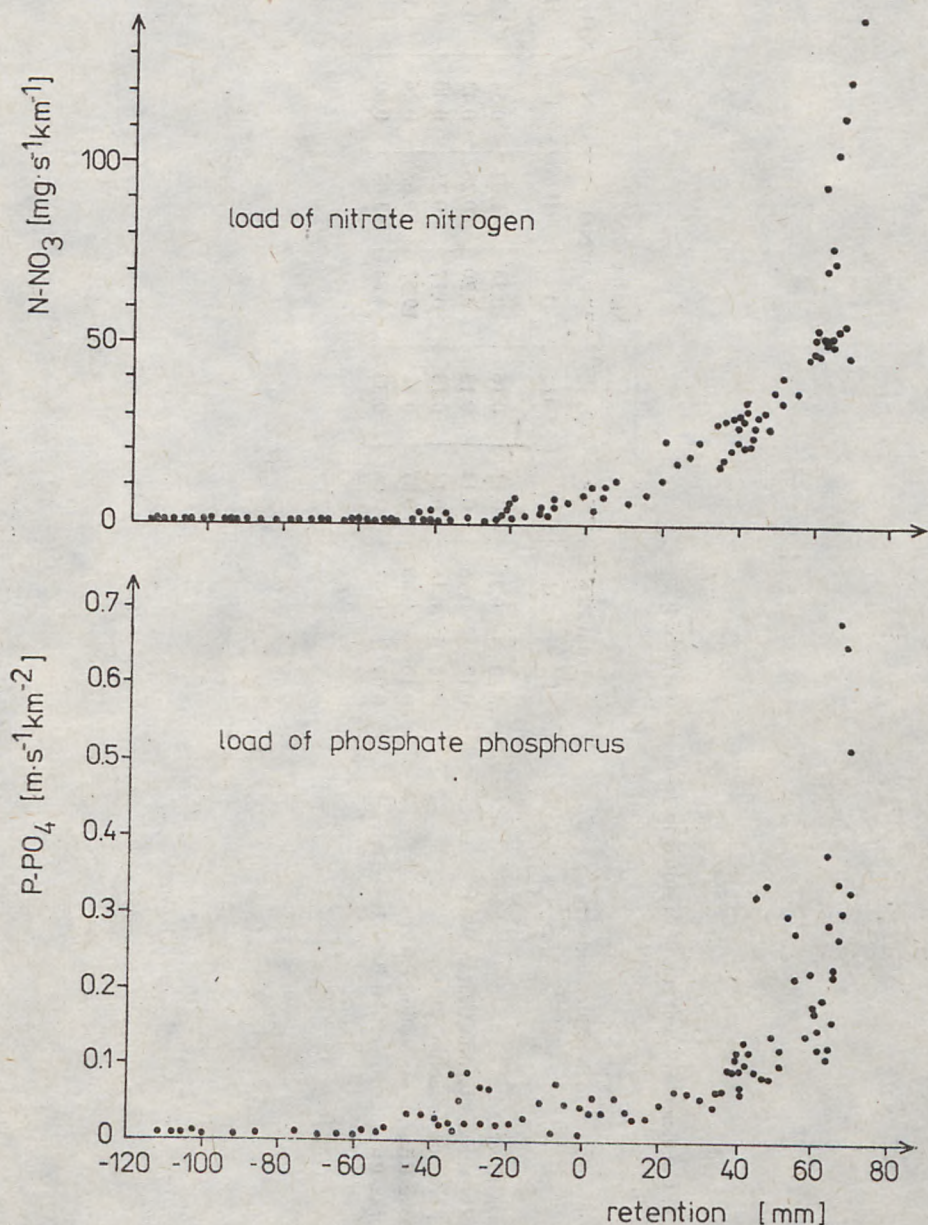 N-NO₃ [mg·s⁻¹km⁻¹]
100
50
0
load of nitrate nitrogen
P-PO₄ [m·s⁻¹km⁻²]
0.7
0.6
0.5
0.4
0.3
0.2
0.1
0
load of phosphate phosphorus
-120 -100 -80 -60 -40 -20 0 20 40 60 80
retention [mm]